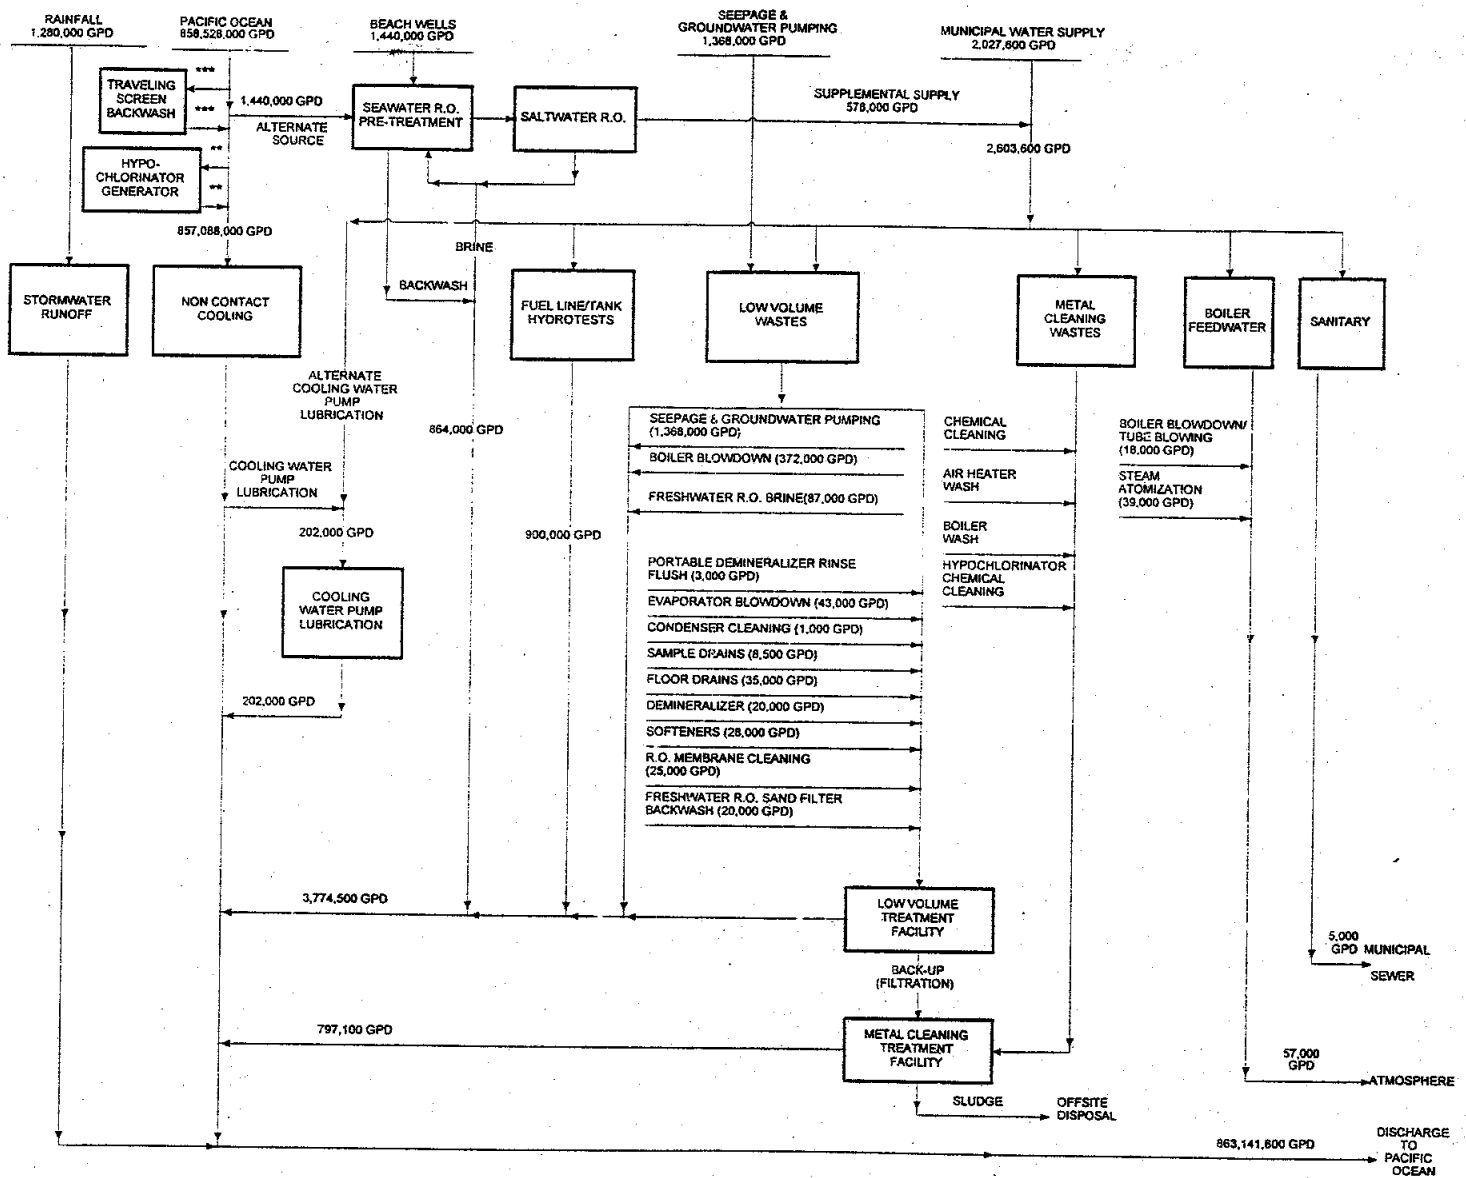 RAINFALL
1,280,000 GPD
PACIFIC OCEAN
858,528,000 GPD
BEACH WELLS
1,440,000 GPD
SEEPAGE &
GROUNDWATER PUMPING
1,368,000 GPD
MUNICIPAL WATER SUPPLY
2,027,600 GPD
***
TRAVELING
SCREEN
BACKWASH
***
1,440,000 GPD
ALTERNATE
SOURCE
SEAWATER R.O.
PRE-TREATMENT
SALTWATER R.O.
SUPPLEMENTAL SUPPLY
576,000 GPD
2,603,600 GPD
**
HYPO-
CHLORINATOR
GENERATOR
**
857,088,000 GPD
BRINE
BACKWASH
STORMWATER
RUNOFF
NON CONTACT
COOLING
FUEL LINE/TANK
HYDROTESTS
LOW VOLUME
WASTES
METAL
CLEANING
WASTES
BOILER
FEEDWATER
SANITARY
ALTERNATE
COOLING WATER
PUMP
LUBRICATION
864,000 GPD
COOLING WATER
PUMP
LUBRICATION
202,000 GPD
900,000 GPD
COOLING
WATER PUMP
LUBRICATION
202,000 GPD
SEEPAGE & GROUNDWATER PUMPING
(1,368,000 GPD)
BOILER BLOWDOWN (372,000 GPD)
FRESHWATER R.O. BRINE(87,000 GPD)
PORTABLE DEMINERALIZER RINSE
FLUSH (3,000 GPD)
EVAPORATOR BLOWDOWN (43,000 GPD)
CONDENSER CLEANING (1,000 GPD)
SAMPLE DRAINS (8,500 GPD)
FLOOR DRAINS (35,000 GPD)
DEMINERALIZER (20,000 GPD)
SOFTENERS (28,000 GPD)
R.O. MEMBRANE CLEANING
(25,000 GPD)
FRESHWATER R.O. SAND FILTER
BACKWASH (20,000 GPD)
CHEMICAL
CLEANING
AIR HEATER
WASH
BOILER
WASH
HYPOCHLORINATOR
CHEMICAL
CLEANING
BOILER BLOWDOWN/
TUBE BLOWING
(18,000 GPD)
STEAM
ATOMIZATION
(39,000 GPD)
3,774,500 GPD
LOW VOLUME
TREATMENT
FACILITY
BACK-UP
(FILTRATION)
5,000
GPD MUNICIPAL
SEWER
797,100 GPD
METAL CLEANING
TREATMENT
FACILITY
57,000
GPD
ATMOSPHERE
SLUDGE
OFFSITE
DISPOSAL
863,141,600 GPD
DISCHARGE
TO
PACIFIC
OCEAN